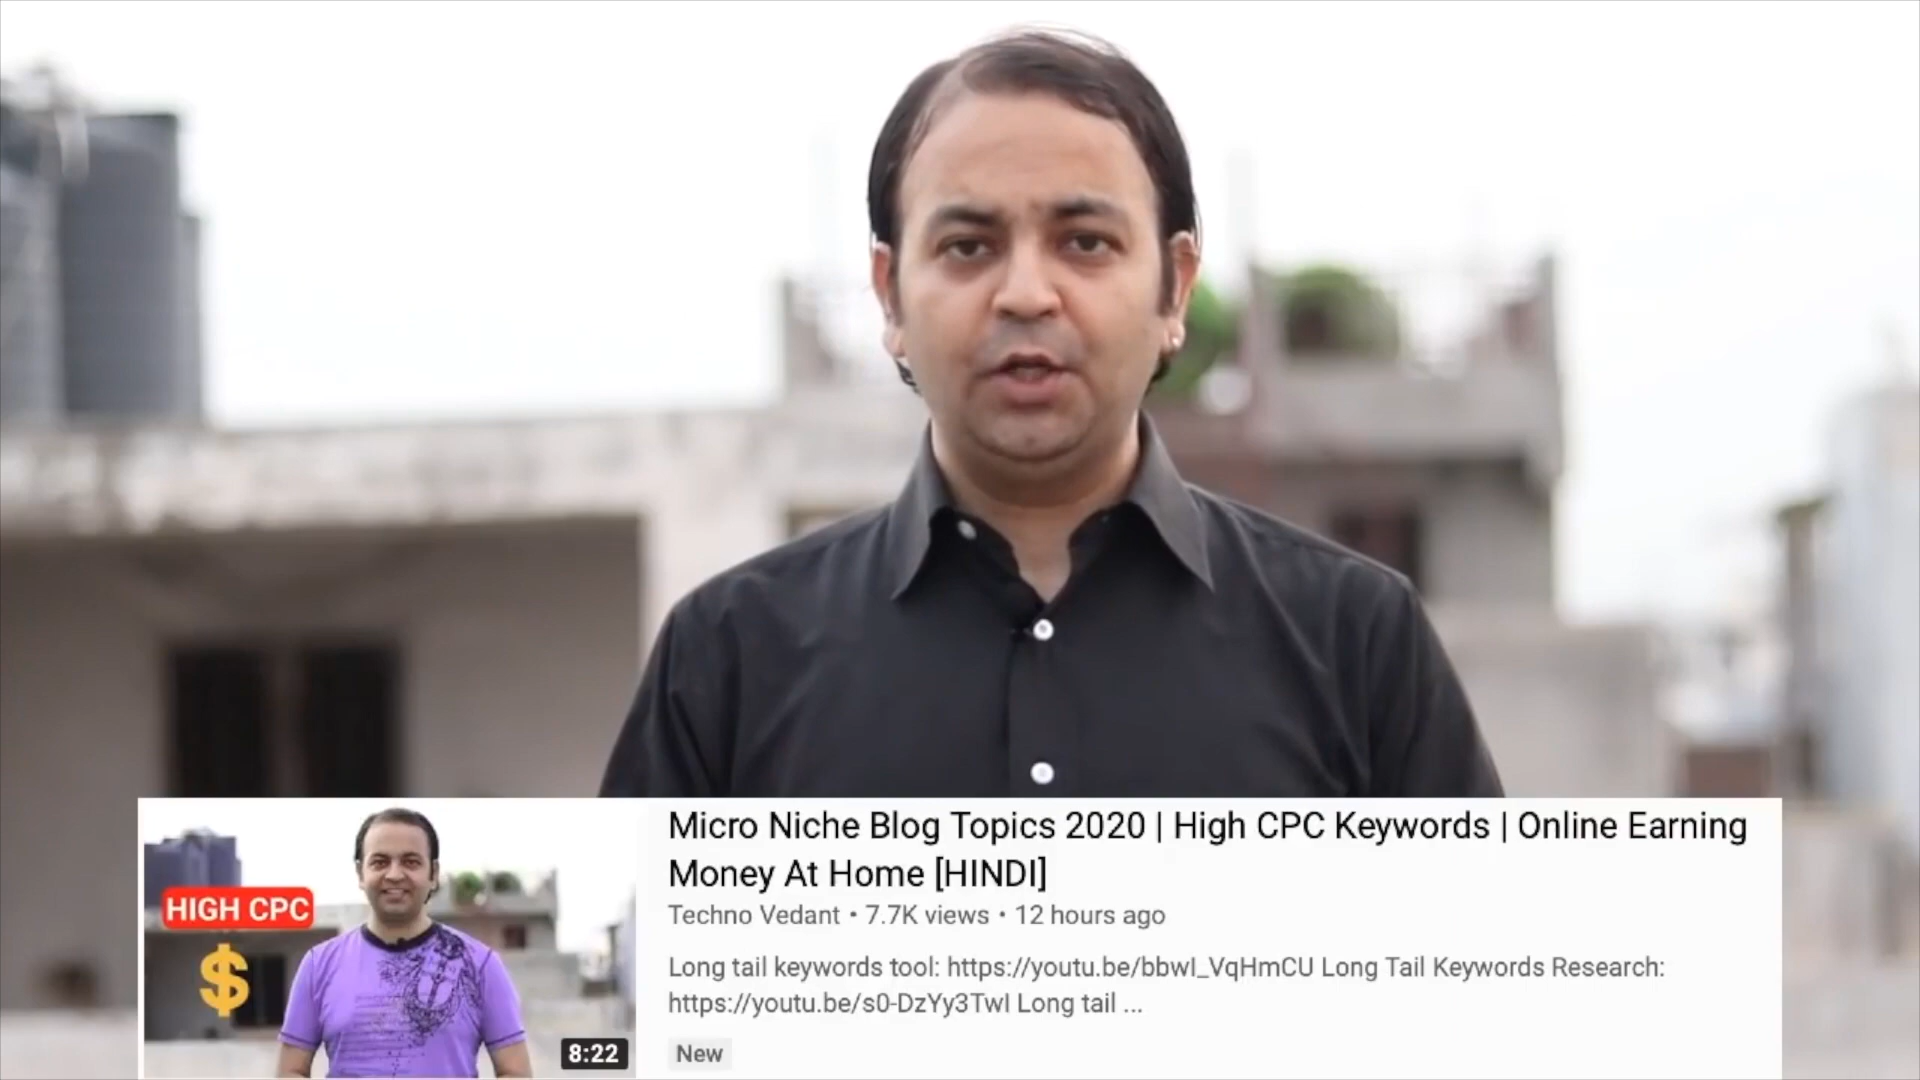 Micro Niche Blog Topics 2020 | High CPC Keywords | Online Earning
Money At Home [HINDI]
Techno Vedant • 7.7K views • 12 hours ago
Long tail keywords tool: https://youtu.be/bbwI_VqHmCU Long Tail Keywords Research:
https://youtu.be/s0-DzYy3TwI Long tail ...
New
HIGH CPC
$
8:22